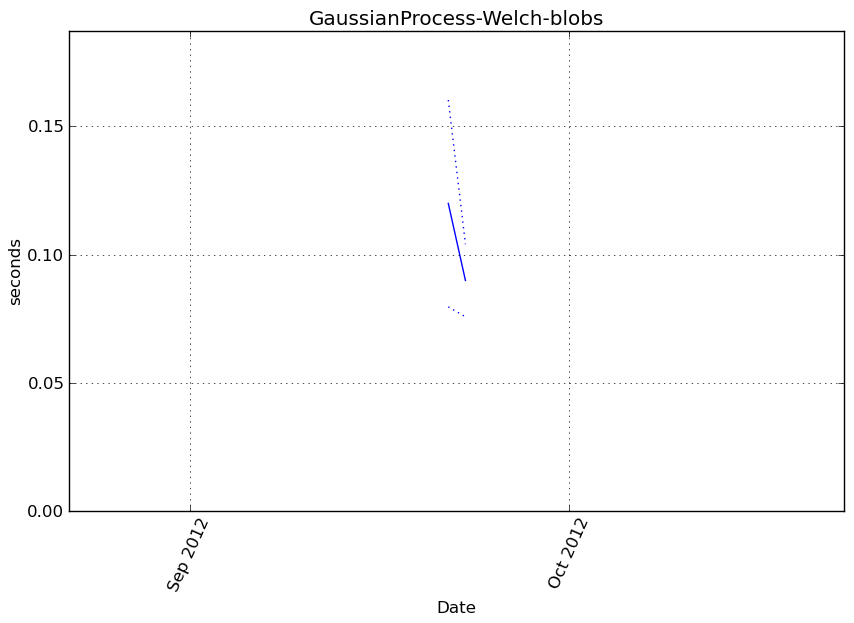 GaussianProcess-Welch-blobs
0.15
0.10
0.05
0.00
seconds
Sep 2012
Oct 2012
Date